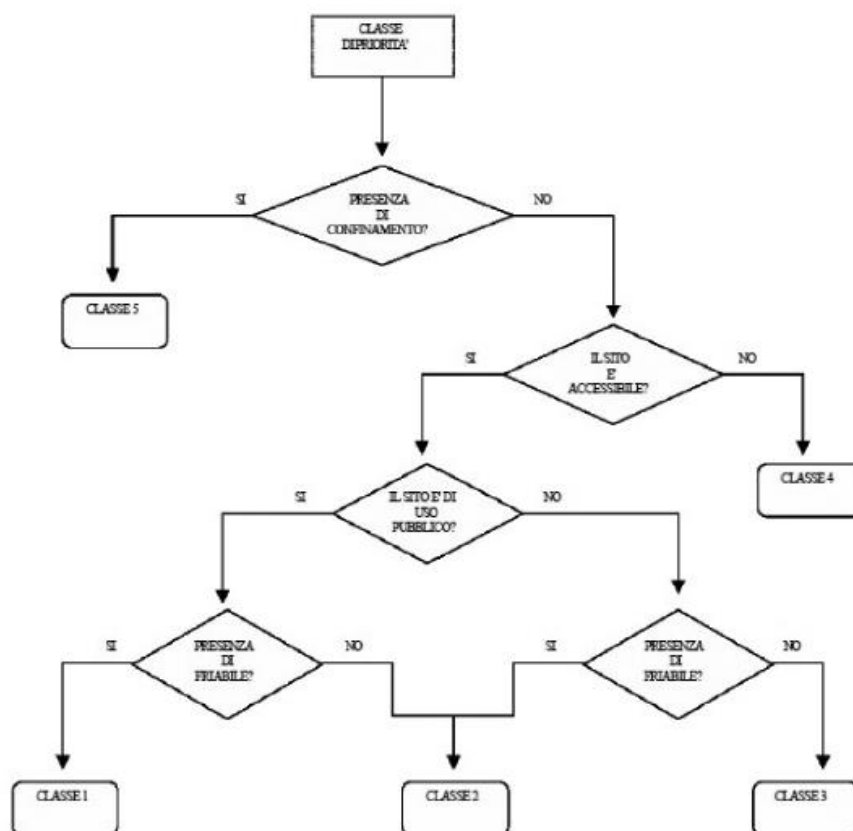 CLASSE
DI PRIORITA'
SI
PRESENZA
DI
CONFINAMENTO?
NO
CLASSE 5
SI
IL SITO
E'
ACCESSIBILE?
NO
CLASSE 4
SI
IL SITO E' DI
USO
PUBBLICO?
NO
SI
PRESENZA
DI
FRIABILE?
NO
SI
PRESENZA
DI
FRIABILE?
NO
CLASSE 1
CLASSE 2
CLASSE 3